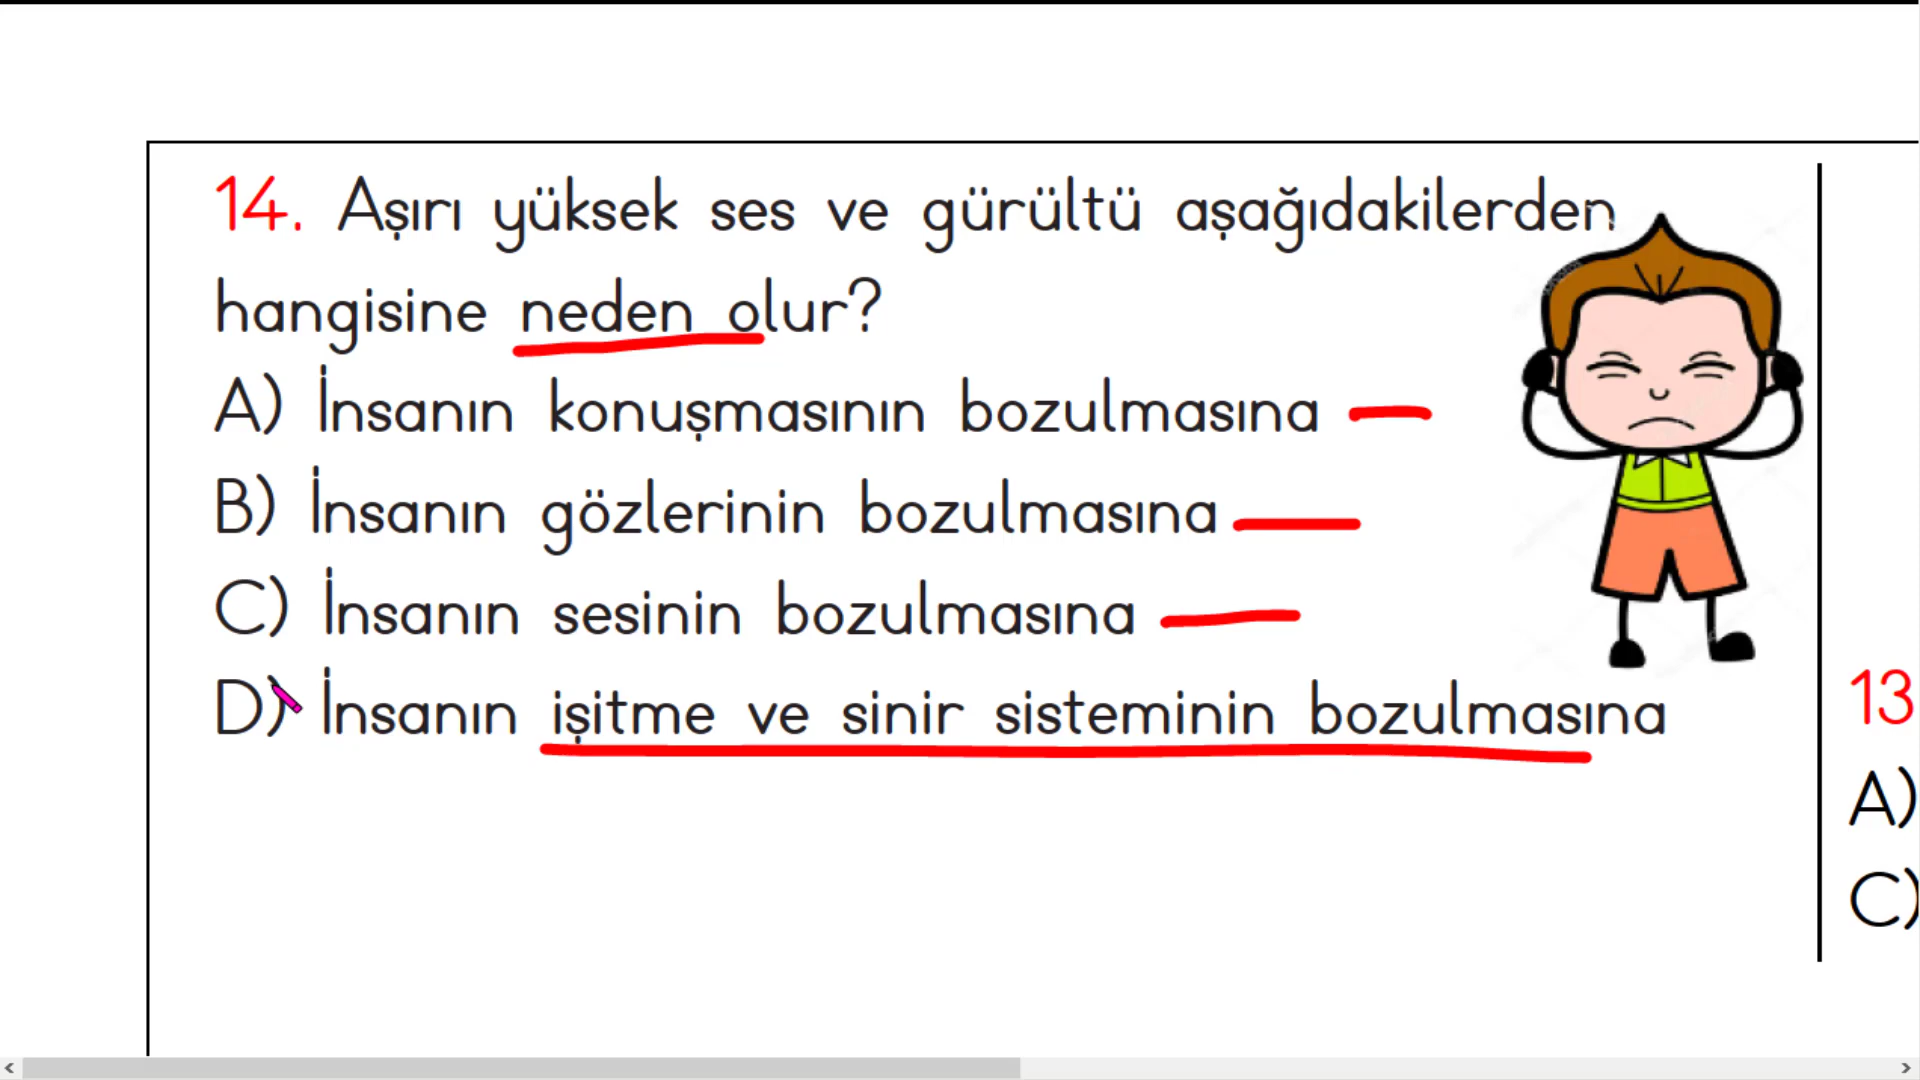 14. Aşırı yüksek ses ve gürültü aşağıdakilerden
hangisine neden olur?
A) İnsanın konuşmasının bozulmasına
B) İnsanın gözlerinin bozulmasına
C) İnsanın sesinin bozulmasına
D) İnsanın işitme ve sinir sisteminin bozulmasına
13
A)
C)